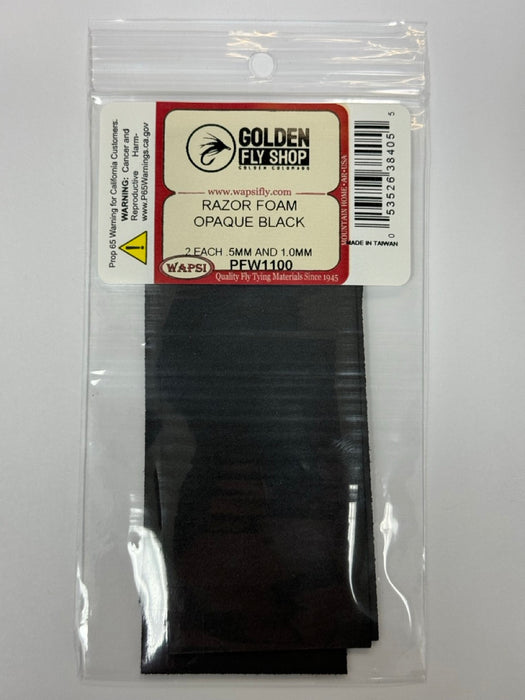 Prop 65 Warning for California Customers.
WARNING: Cancer and
Reproductive Harm-
www.P65Warnings.ca.gov
GOLDEN
FLY SHOP
GOLDEN COLORADO
www.wapsifly.com
RAZOR FOAM
OPAQUE BLACK
2 EACH .5MM AND 1.0MM
WAPSI
PFW1100
Quality Fly Tying Materials Since 1945
MOUNTAIN HOME • AR • USA
0 53526 38405 5
MADE IN TAIWAN